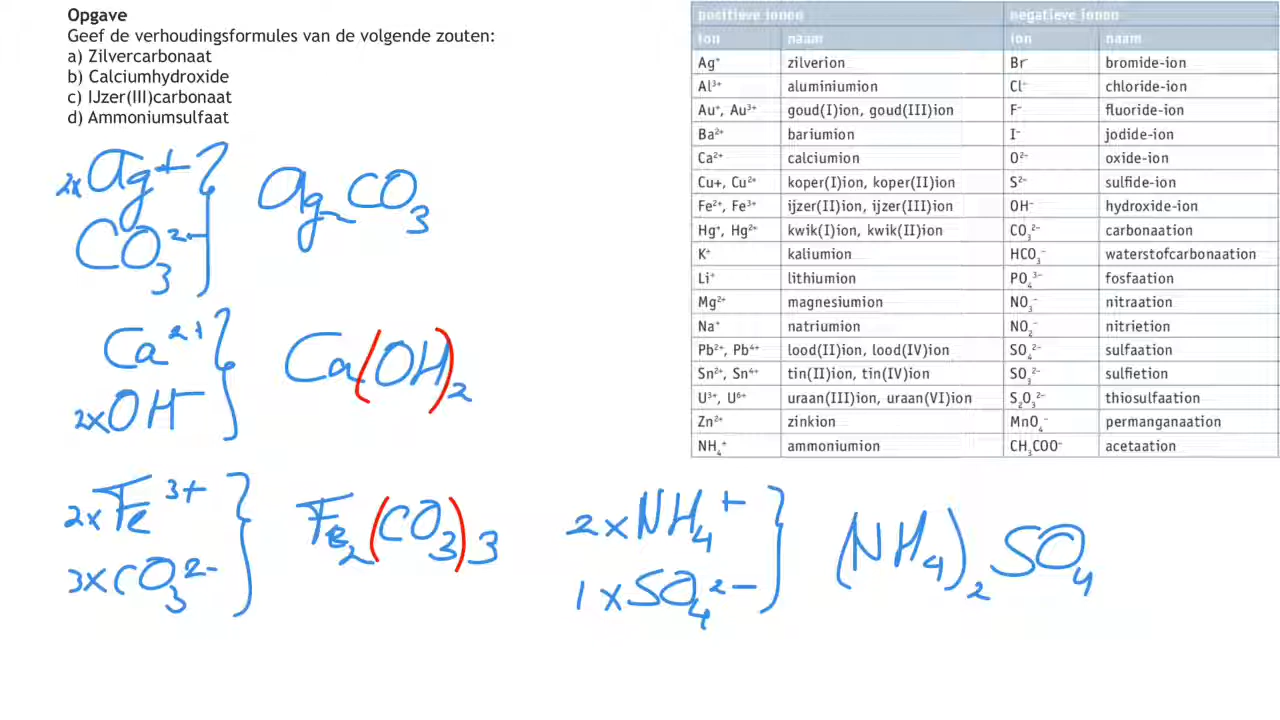 Opgave
Geef de verhoudingsformules van de volgende zouten:
a) Zilvercarbonaat
b) Calciumhydroxide
c) IJzer(III)carbonaat
d) Ammoniumsulfaat
2x Ag⁺ } Ag₂CO₃
CO₃²⁻
Ca²⁺ } Ca(OH)₂
2x OH⁻
2x Fe³⁺ } Fe₂(CO₃)₃
3x CO₃²⁻
2 x NH₄⁺ } (NH₄)₂SO₄
1 x SO₄²⁻
positieve ionen negatieve ionen
ion naam ion naam
Ag⁺ zilverion Br⁻ bromide-ion
Al³⁺ aluminiumion Cl⁻ chloride-ion
Au⁺, Au³⁺ goud(I)ion, goud(III)ion F⁻ fluoride-ion
Ba²⁺ bariumion I⁻ jodide-ion
Ca²⁺ calciumion O²⁻ oxide-ion
Cu+, Cu²⁺ koper(I)ion, koper(II)ion S²⁻ sulfide-ion
Fe²⁺, Fe³⁺ ijzer(II)ion, ijzer(III)ion OH⁻ hydroxide-ion
Hg⁺, Hg²⁺ kwik(I)ion, kwik(II)ion CO₃²⁻ carbonaation
K⁺ kaliumion HCO₃⁻ waterstofcarbonaation
Li⁺ lithiumion PO₄³⁻ fosfaation
Mg²⁺ magnesiumion NO₃⁻ nitraation
Na⁺ natriumion NO₂⁻ nitrietion
Pb²⁺, Pb⁴⁺ lood(II)ion, lood(IV)ion SO₄²⁻ sulfaation
Sn²⁺, Sn⁴⁺ tin(II)ion, tin(IV)ion SO₃²⁻ sulfietion
U³⁺, U⁶⁺ uraan(III)ion, uraan(VI)ion S₂O₃²⁻ thiosulfaation
Zn²⁺ zinkion MnO₄⁻ permanganaation
NH₄⁺ ammoniumion CH₃COO⁻ acetaation